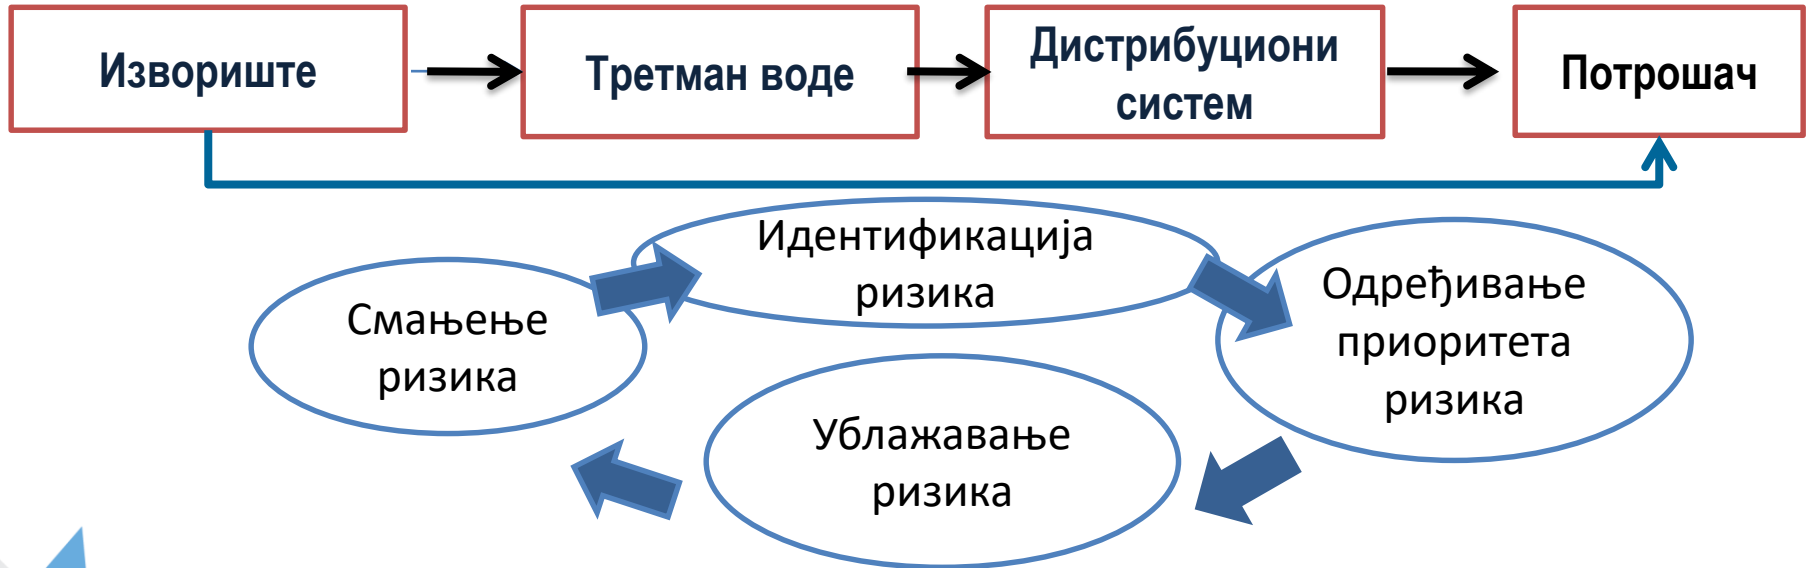 Извориште
Третман воде
Дистрибуциони
систем
Потрошач
Идентификација
ризика
Смањење
ризика
Одређивање
приоритета
ризика
Ублажавање
ризика